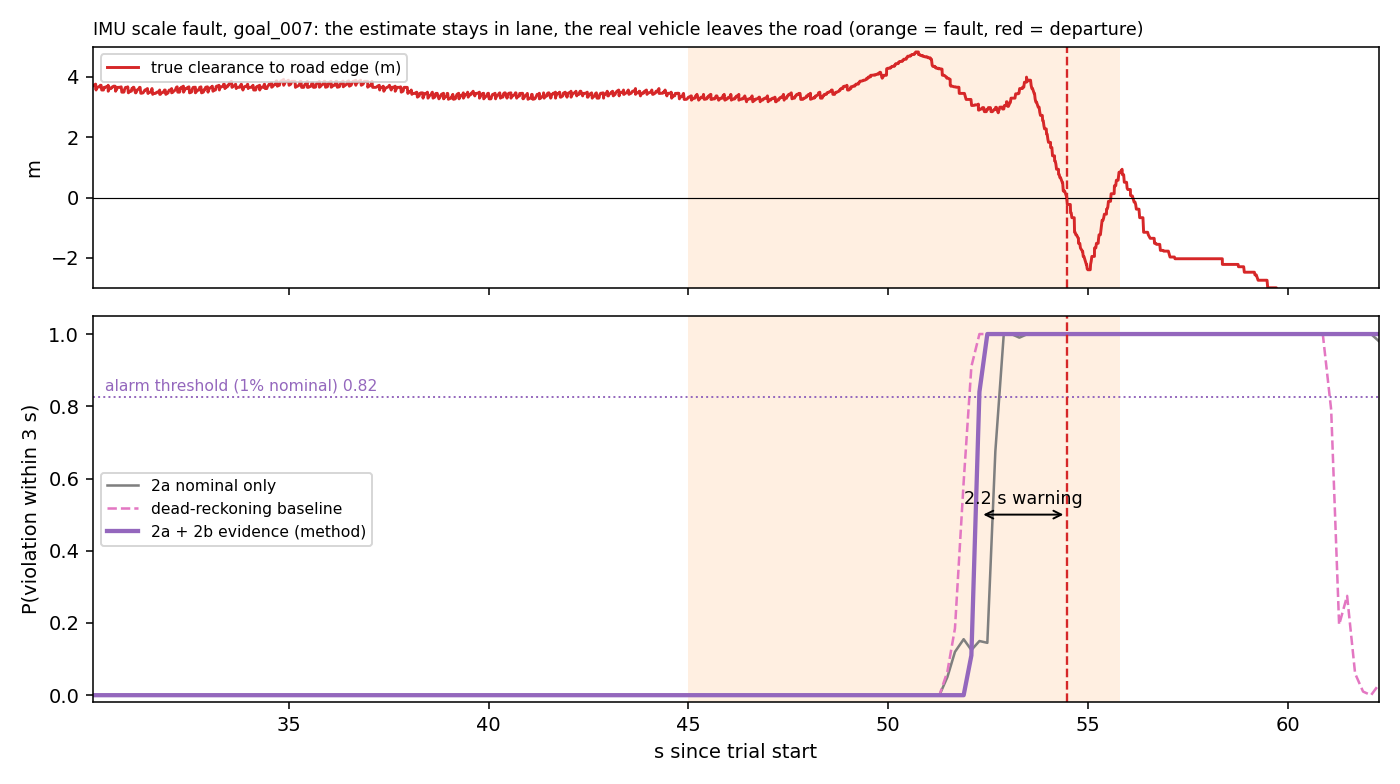 IMU scale fault, goal_007: the estimate stays in lane, the real vehicle leaves the road (orange = fault, red = departure)
true clearance to road edge (m)
4
2
0
−2
m
1.0
0.8
0.6
0.4
0.2
0.0
P(violation within 3 s)
alarm threshold (1% nominal) 0.82
2a nominal only
dead-reckoning baseline
2a + 2b evidence (method)
2.2 s warning
35
40
45
50
55
60
s since trial start